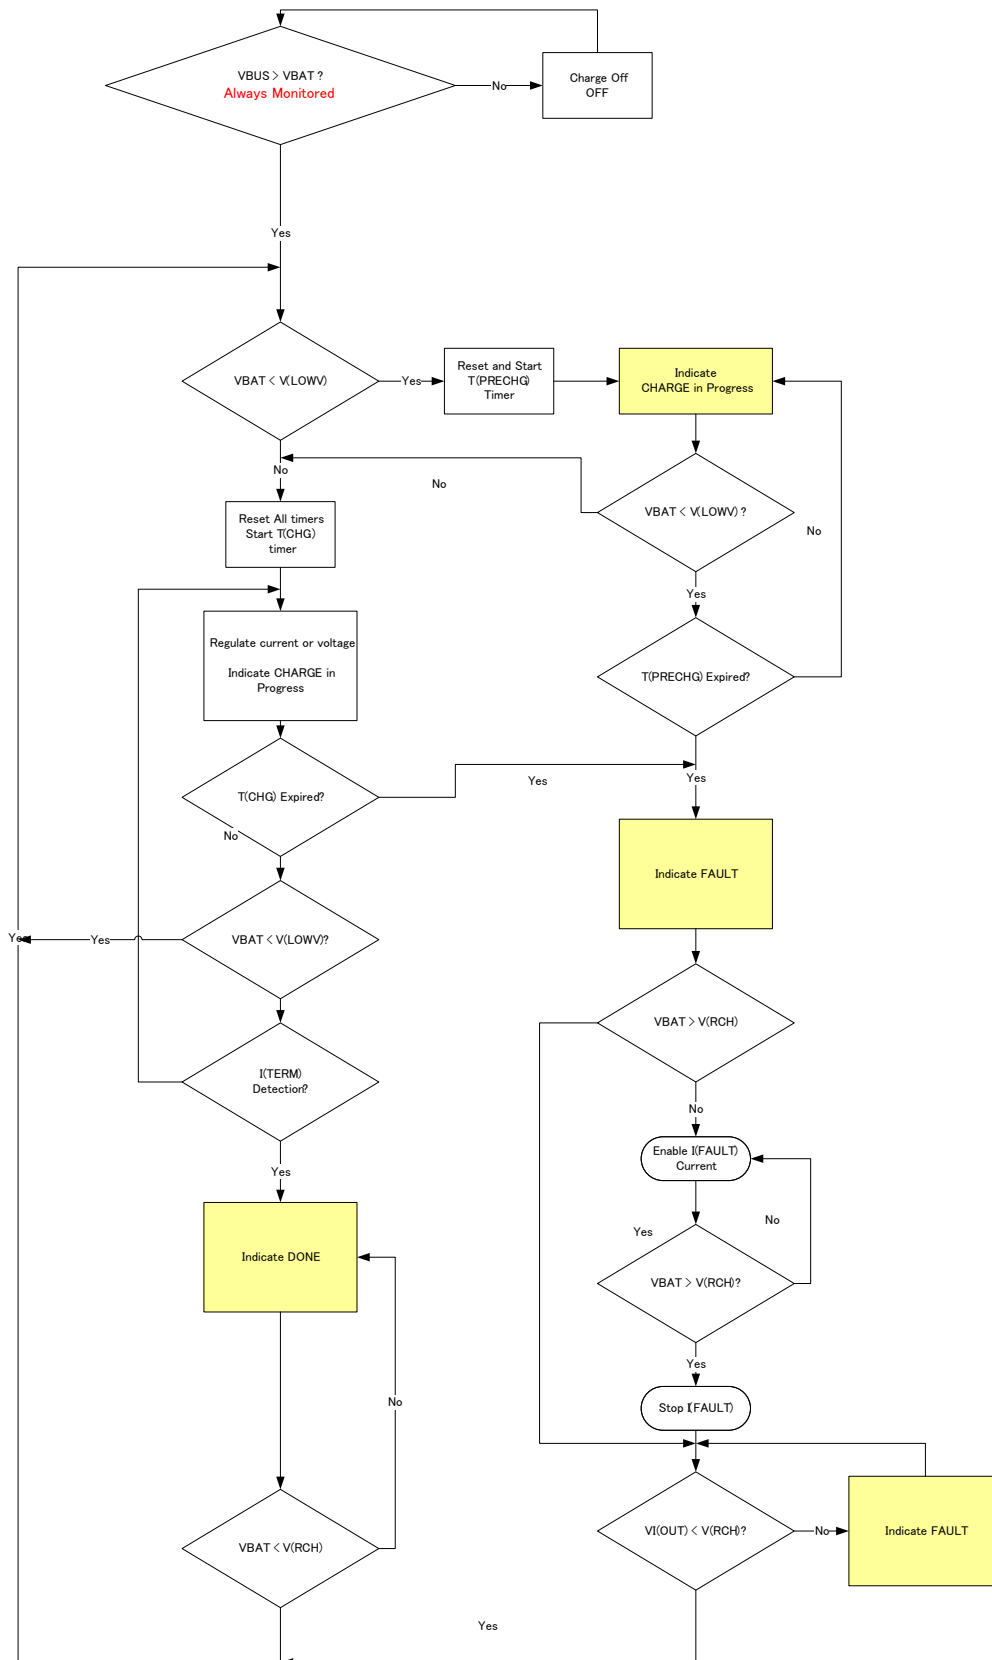 VBUS > VBAT ?
Always Monitored
No
Charge Off
OFF
Yes
VBAT < V(LOWV)
Yes
Reset and Start
T(PRECHG)
Timer
Indicate
CHARGE in Progress
No
No
VBAT < V(LOWV) ?
No
Reset All timers
Start T(CHG)
timer
Yes
Regulate current or voltage
Indicate CHARGE in
Progress
T(PRECHG) Expired?
T(CHG) Expired?
Yes
Yes
No
Indicate FAULT
Yes
Yes
VBAT < V(LOWV)?
VBAT > V(RCH)
I(TERM)
Detection?
No
Enable I(FAULT)
Current
Yes
Yes
No
Indicate DONE
VBAT > V(RCH)?
Yes
No
Stop I(FAULT)
VI(OUT) < V(RCH)?
No
Indicate FAULT
VBAT < V(RCH)
Yes